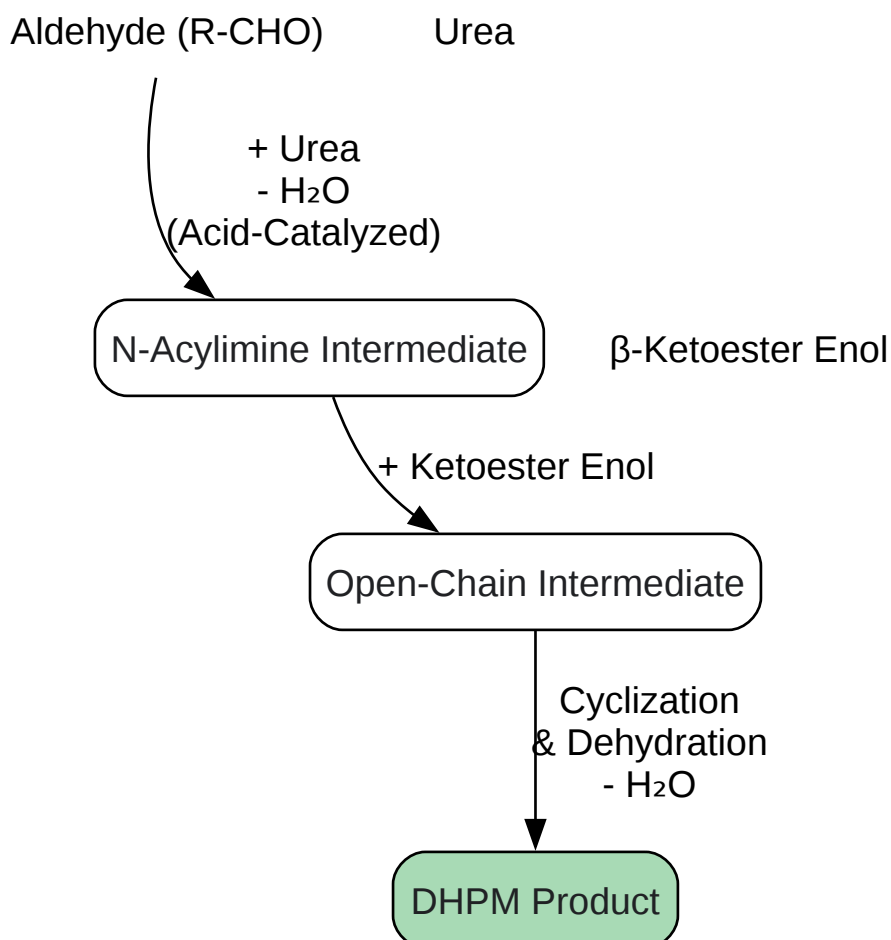 Aldehyde (R-CHO)
Urea
+ Urea
- H₂O
(Acid-Catalyzed)
N-Acylimine Intermediate
β-Ketoester Enol
+ Ketoester Enol
Open-Chain Intermediate
Cyclization
& Dehydration
- H₂O
DHPM Product